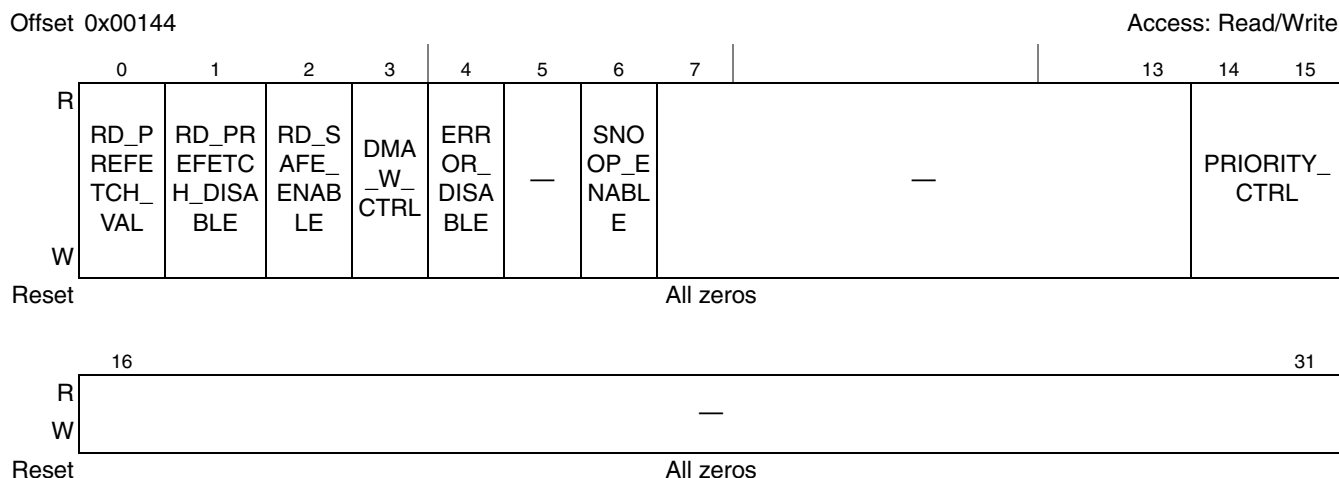 Offset 0x00144 Access: Read/Write
0 1 2 3 4 5 6 7 13 14 15
R
RD_P
REFE
TCH_
VAL
RD_PR
EFETC
H_DISA
BLE
RD_S
AFE_
ENAB
LE
DMA
_W_
CTRL
ERR
OR_
DISA
BLE
—
SNO
OP_E
NABL
E
—
PRIORITY_
CTRL
W
Reset All zeros
16 31
R
—
W
Reset All zeros